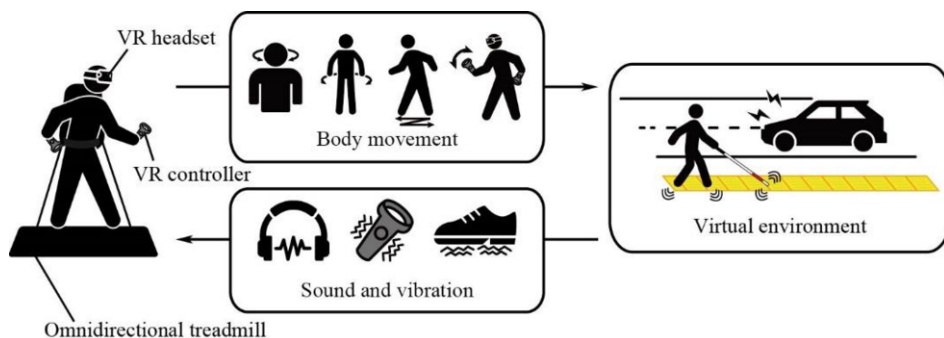 VR headset
Body movement
VR controller
Virtual environment
Sound and vibration
Omnidirectional treadmill